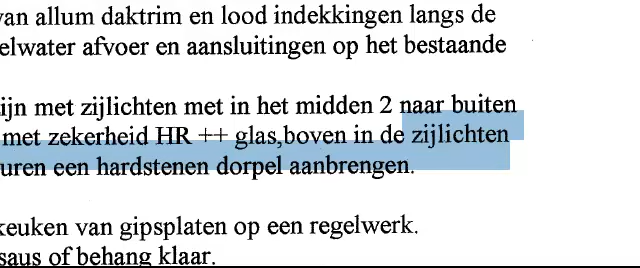 van allum daktrim en lood indekkingen langs de
elwater afvoer en aansluitingen op het bestaande
ijn met zijlichten met in het midden 2 naar buiten
met zekerheid HR ++ glas,boven in de zijlichten
uren een hardstenen dorpel aanbrengen.
keuken van gipsplaten op een regelwerk.
saus of behang klaar.